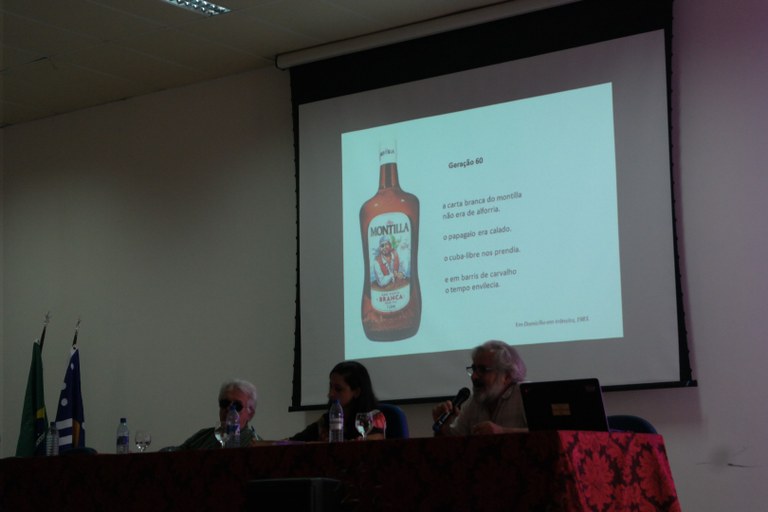 MONTILLA
BRANCA
Geração 60
a carta branca do montilla
não era de alforria.
o papagaio era calado.
o cuba-libre nos prendia.
e em barris de carvalho
o tempo envilecia.